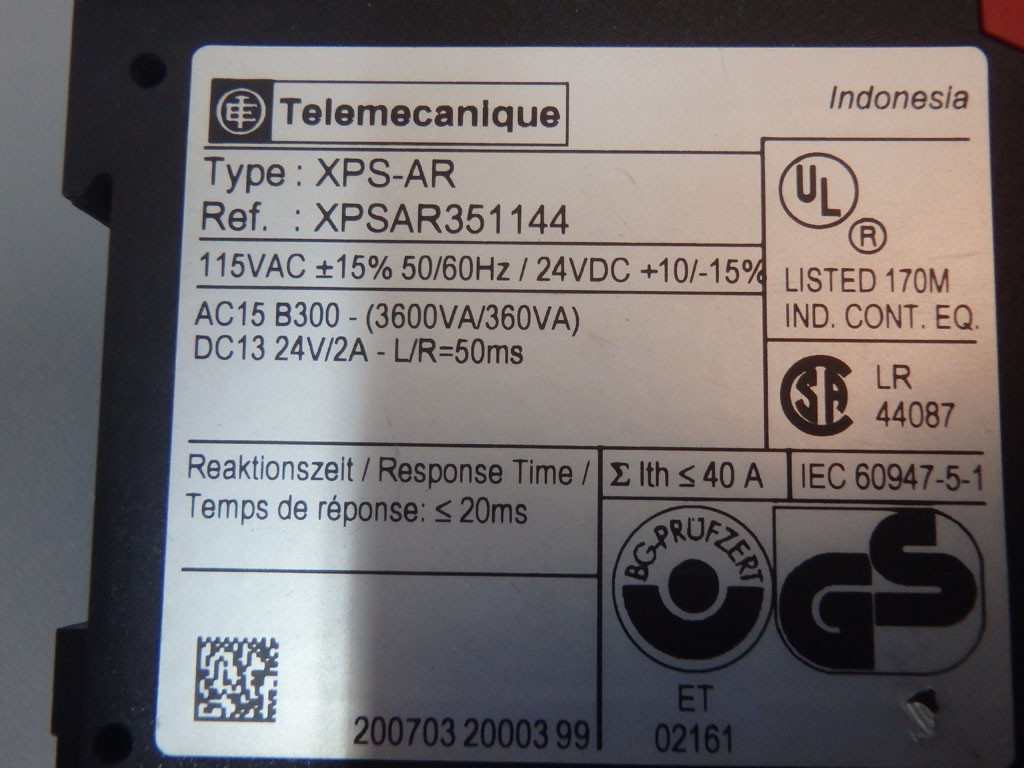 Telemecanique
Indonesia
Type : XPS-AR
Ref. : XPSAR351144
115VAC ±15% 50/60Hz / 24VDC +10/-15%
AC15 B300 - (3600VA/360VA)
DC13 24V/2A - L/R=50ms
UL
®
LISTED 170M
IND. CONT. EQ.
CSA
LR
44087
Reaktionszeit / Response Time /
Temps de réponse: ≤ 20ms
Σ Ith ≤ 40 A
IEC 60947-5-1
BG-PRÜFZERT
GS
ET
02161
200703 20003 99